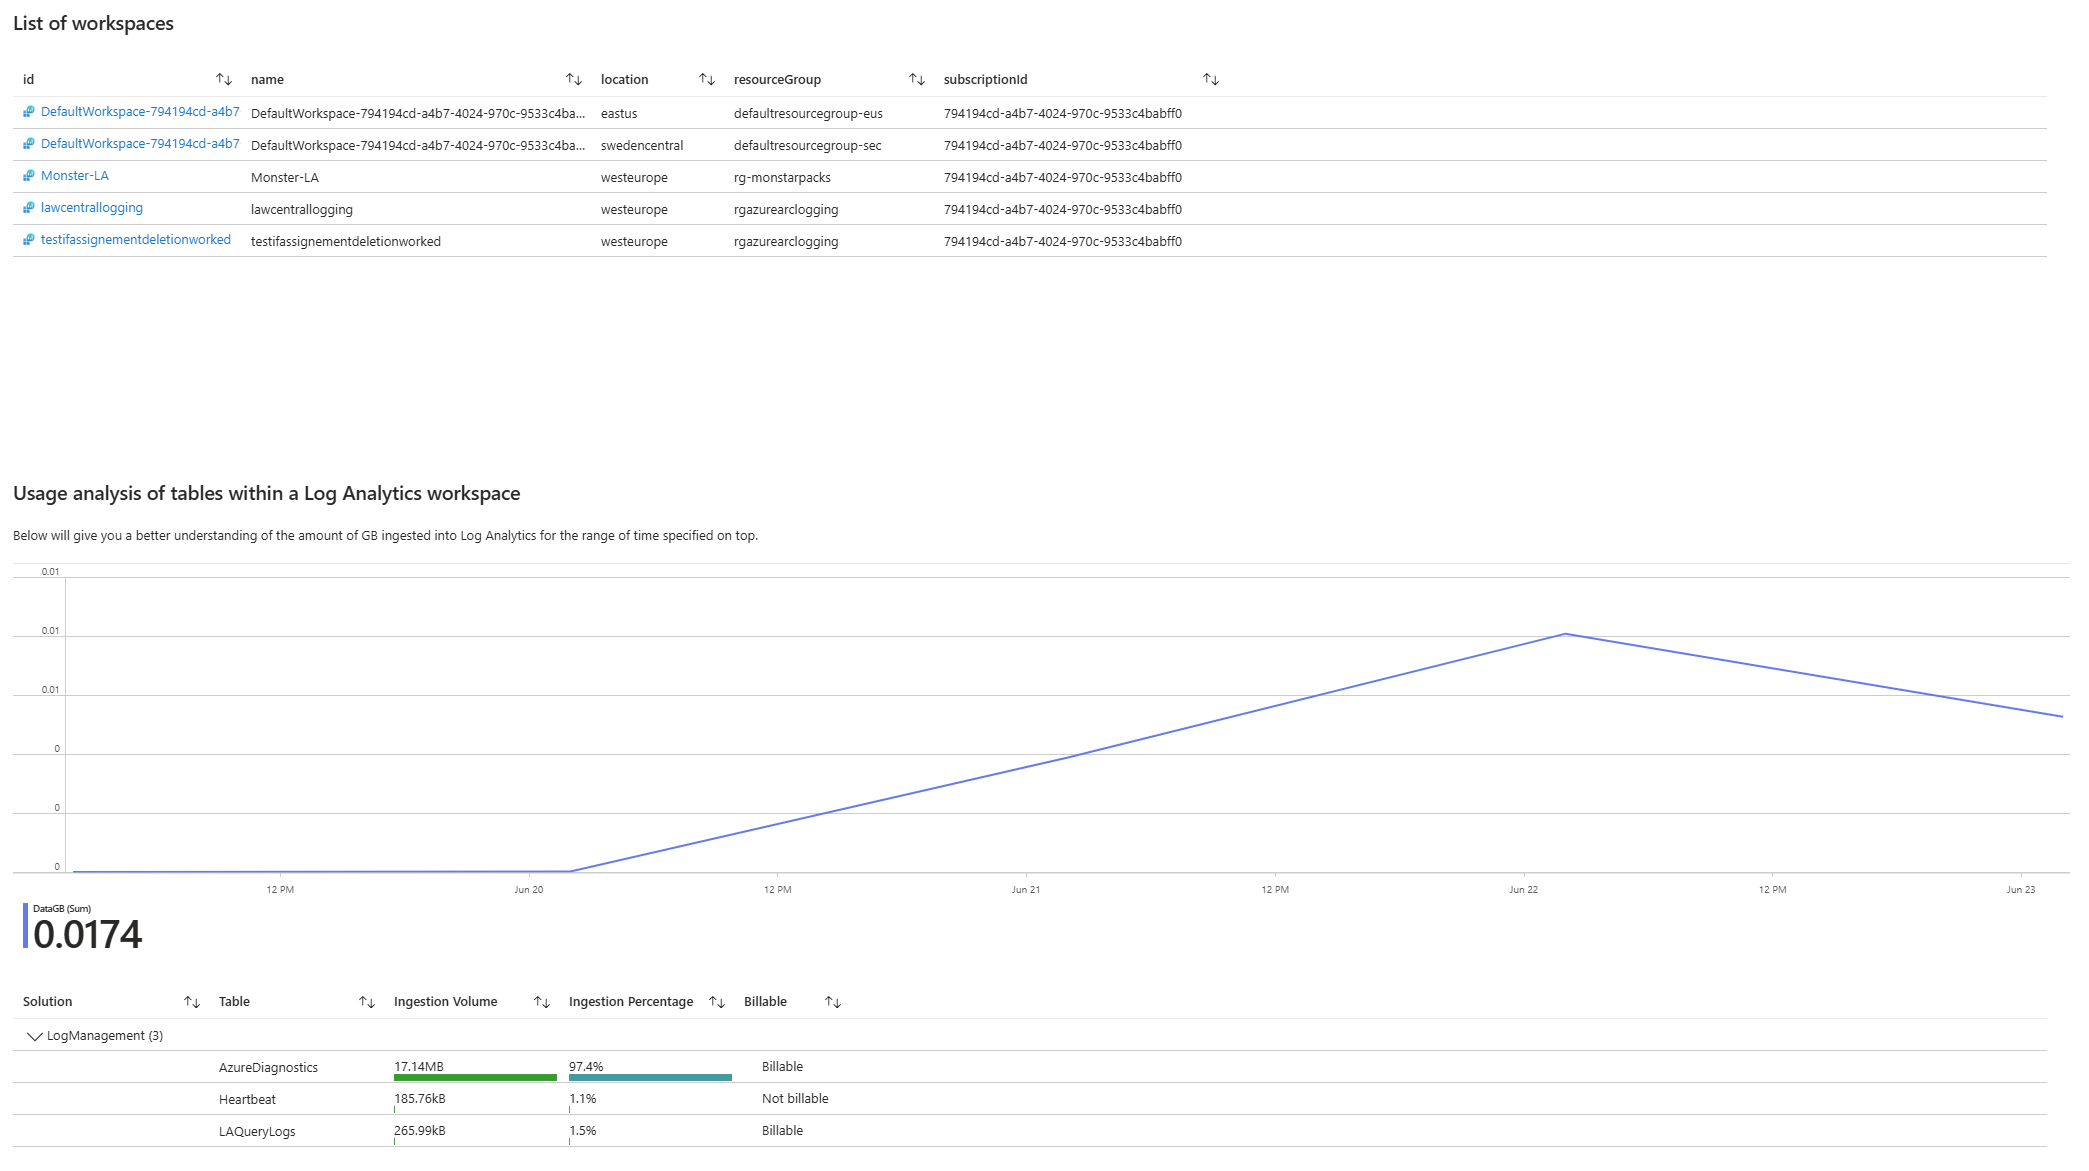 List of workspaces
id name location resourceGroup subscriptionId
DefaultWorkspace-794194cd-a4b7 DefaultWorkspace-794194cd-a4b7-4024-970c-9533c4ba... eastus defaultresourcegroup-eus 794194cd-a4b7-4024-970c-9533c4babff0
DefaultWorkspace-794194cd-a4b7 DefaultWorkspace-794194cd-a4b7-4024-970c-9533c4ba... swedencentral defaultresourcegroup-sec 794194cd-a4b7-4024-970c-9533c4babff0
Monster-LA Monster-LA westeurope rg-monstarpacks 794194cd-a4b7-4024-970c-9533c4babff0
lawcentrallogging lawcentrallogging westeurope rgazurearclogging 794194cd-a4b7-4024-970c-9533c4babff0
testifassignementdeletionworked testifassignementdeletionworked westeurope rgazurearclogging 794194cd-a4b7-4024-970c-9533c4babff0
Usage analysis of tables within a Log Analytics workspace
Below will give you a better understanding of the amount of GB ingested into Log Analytics for the range of time specified on top.
0.01
0.01
0.01
0
0
0
12 PM Jun 20 12 PM Jun 21 12 PM Jun 22 12 PM Jun 23
DataGB (Sum)
0.0174
Solution Table Ingestion Volume Ingestion Percentage Billable
LogManagement (3)
AzureDiagnostics 17.14MB 97.4% Billable
Heartbeat 185.76kB 1.1% Not billable
LAQueryLogs 265.99kB 1.5% Billable